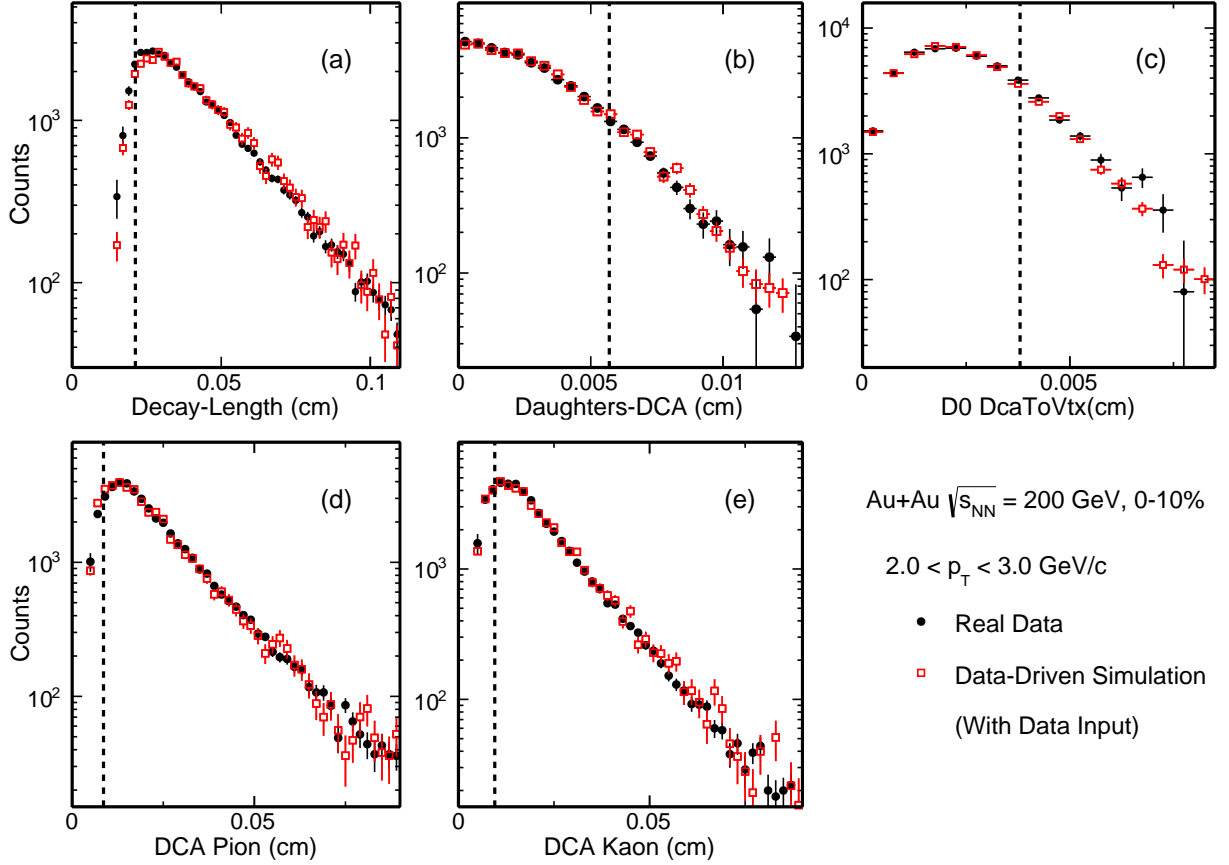 Counts
10³
10²
(a)
0
0.05
0.1
Decay-Length (cm)
10³
10²
(b)
0
0.005
0.01
Daughters-DCA (cm)
10⁴
10³
10²
(c)
0
0.005
D0 DcaToVtx(cm)
Counts
10³
10²
(d)
0
0.05
DCA Pion (cm)
10³
10²
(e)
0
0.05
DCA Kaon (cm)
Au+Au √s_NN = 200 GeV, 0-10%
2.0 < p_T < 3.0 GeV/c
Real Data
Data-Driven Simulation
(With Data Input)